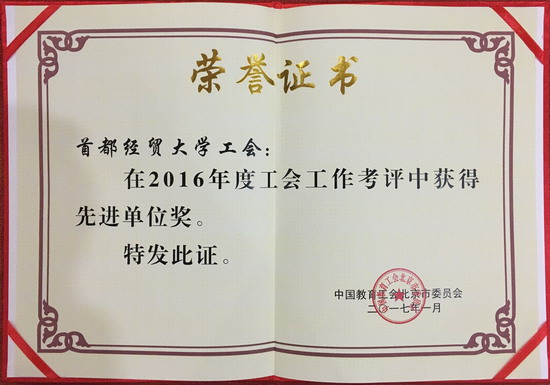 荣誉证书
首都经贸大学工会：
在2016年度工会工作考评中获得
先进单位奖。
特发此证。
中国教育工会北京市委员会
二〇一七年一月